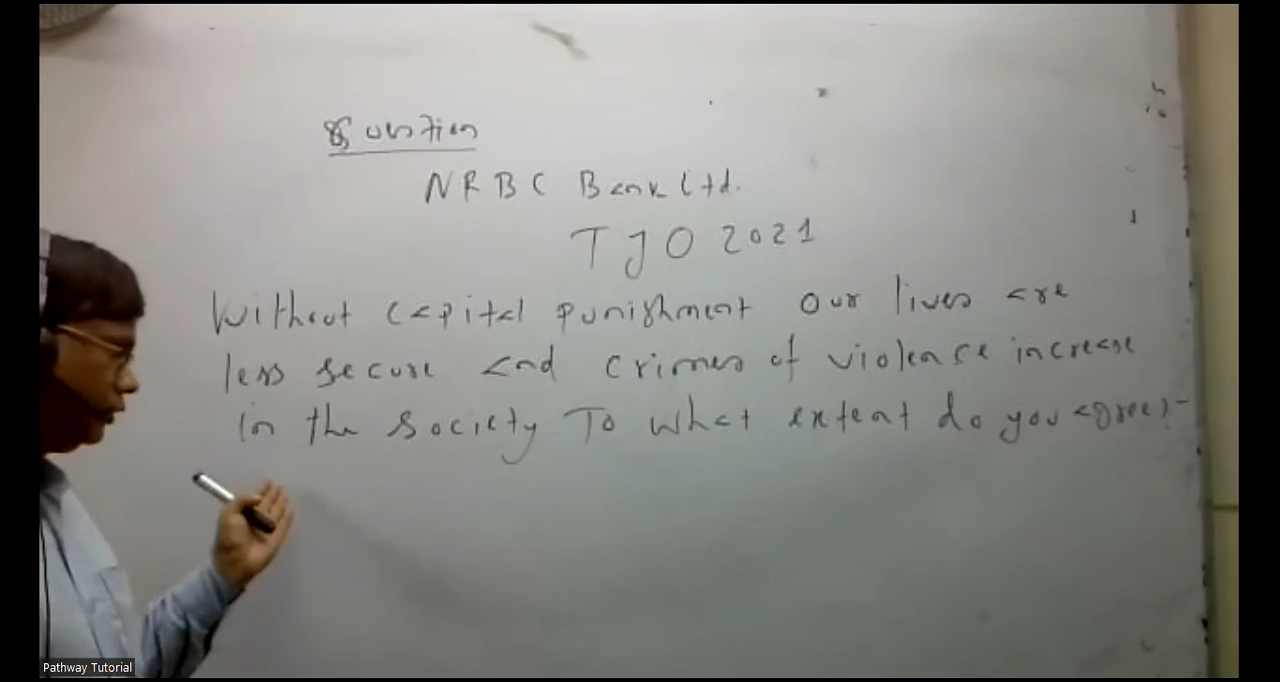 Question
NRBC Bank Ltd.
TJO 2021
Without capital punishment our lives are
less secure and crimes of violence increase
in the society To what extent do you agree?
Pathway Tutorial